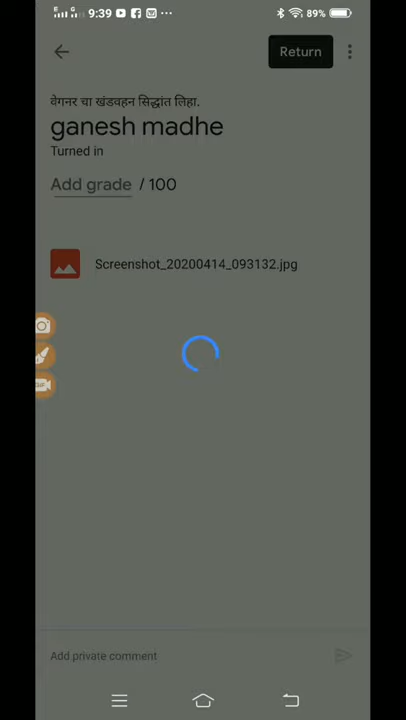 9:39
89%
Return
वेगनर चा खंडवहन सिद्धांत लिहा.
ganesh madhe
Turned in
Add grade / 100
Screenshot_20200414_093132.jpg
Add private comment